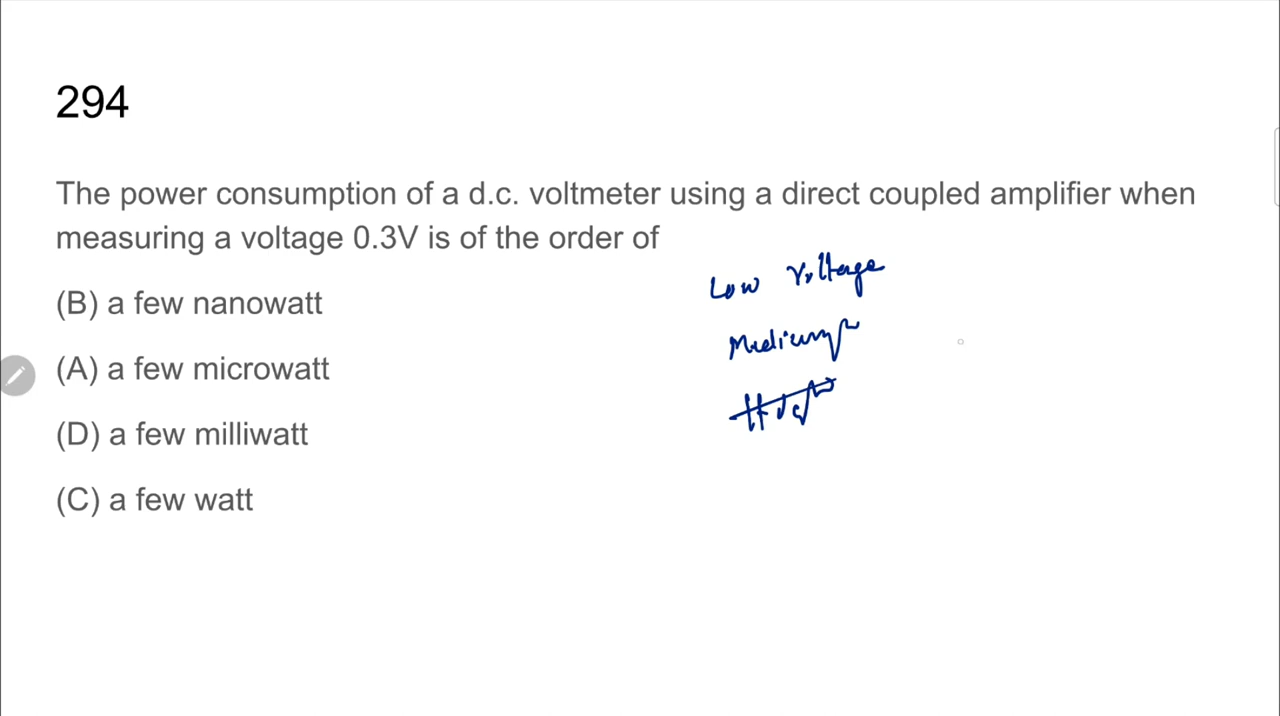 294
The power consumption of a d.c. voltmeter using a direct coupled amplifier when
measuring a voltage 0.3V is of the order of
Low Voltage
(B) a few nanowatt
Medium
(A) a few microwatt
(D) a few milliwatt
(C) a few watt